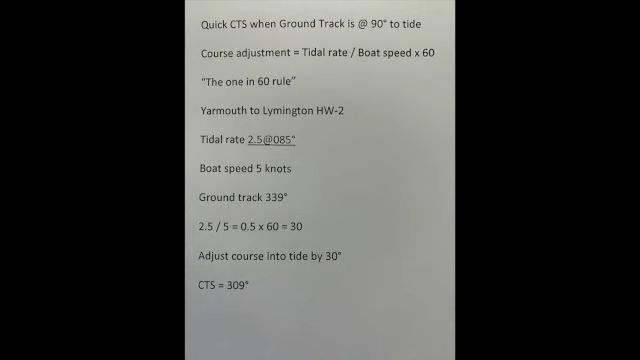 Quick CTS when Ground Track is @ 90° to tide
Course adjustment = Tidal rate / Boat speed x 60
“The one in 60 rule”
Yarmouth to Lymington HW-2
Tidal rate 2.5@085°
Boat speed 5 knots
Ground track 339°
2.5 / 5 = 0.5 x 60 = 30
Adjust course into tide by 30°
CTS = 309°